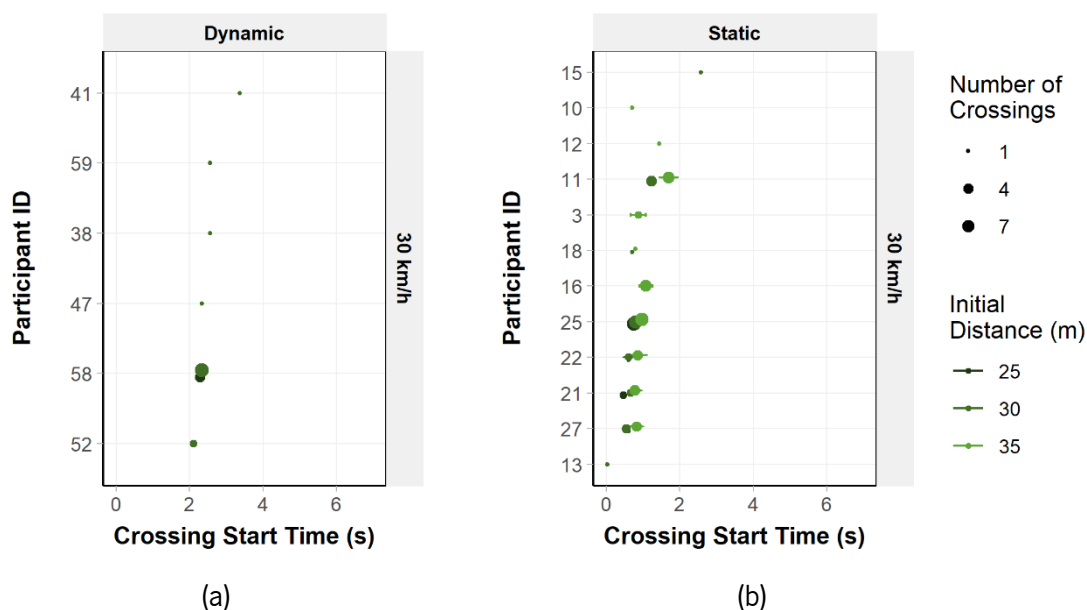 Dynamic
Participant ID
41
59
38
47
58
52
30 km/h
0 2 4 6
Crossing Start Time (s)
(a)
Static
Participant ID
15
10
12
11
3
18
16
25
22
21
27
13
30 km/h
0 2 4 6
Crossing Start Time (s)
(b)
Number of
Crossings
1
4
7
Initial
Distance (m)
25
30
35